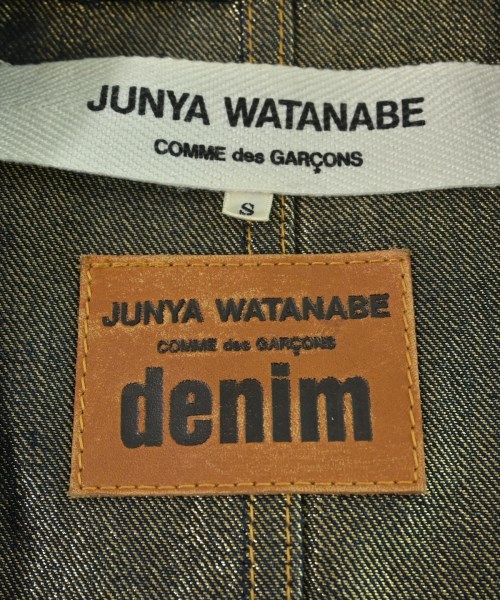 JUNYA WATANABE
COMME des GARÇONS
S
JUNYA WATANABE
COMME des GARÇONS
denim